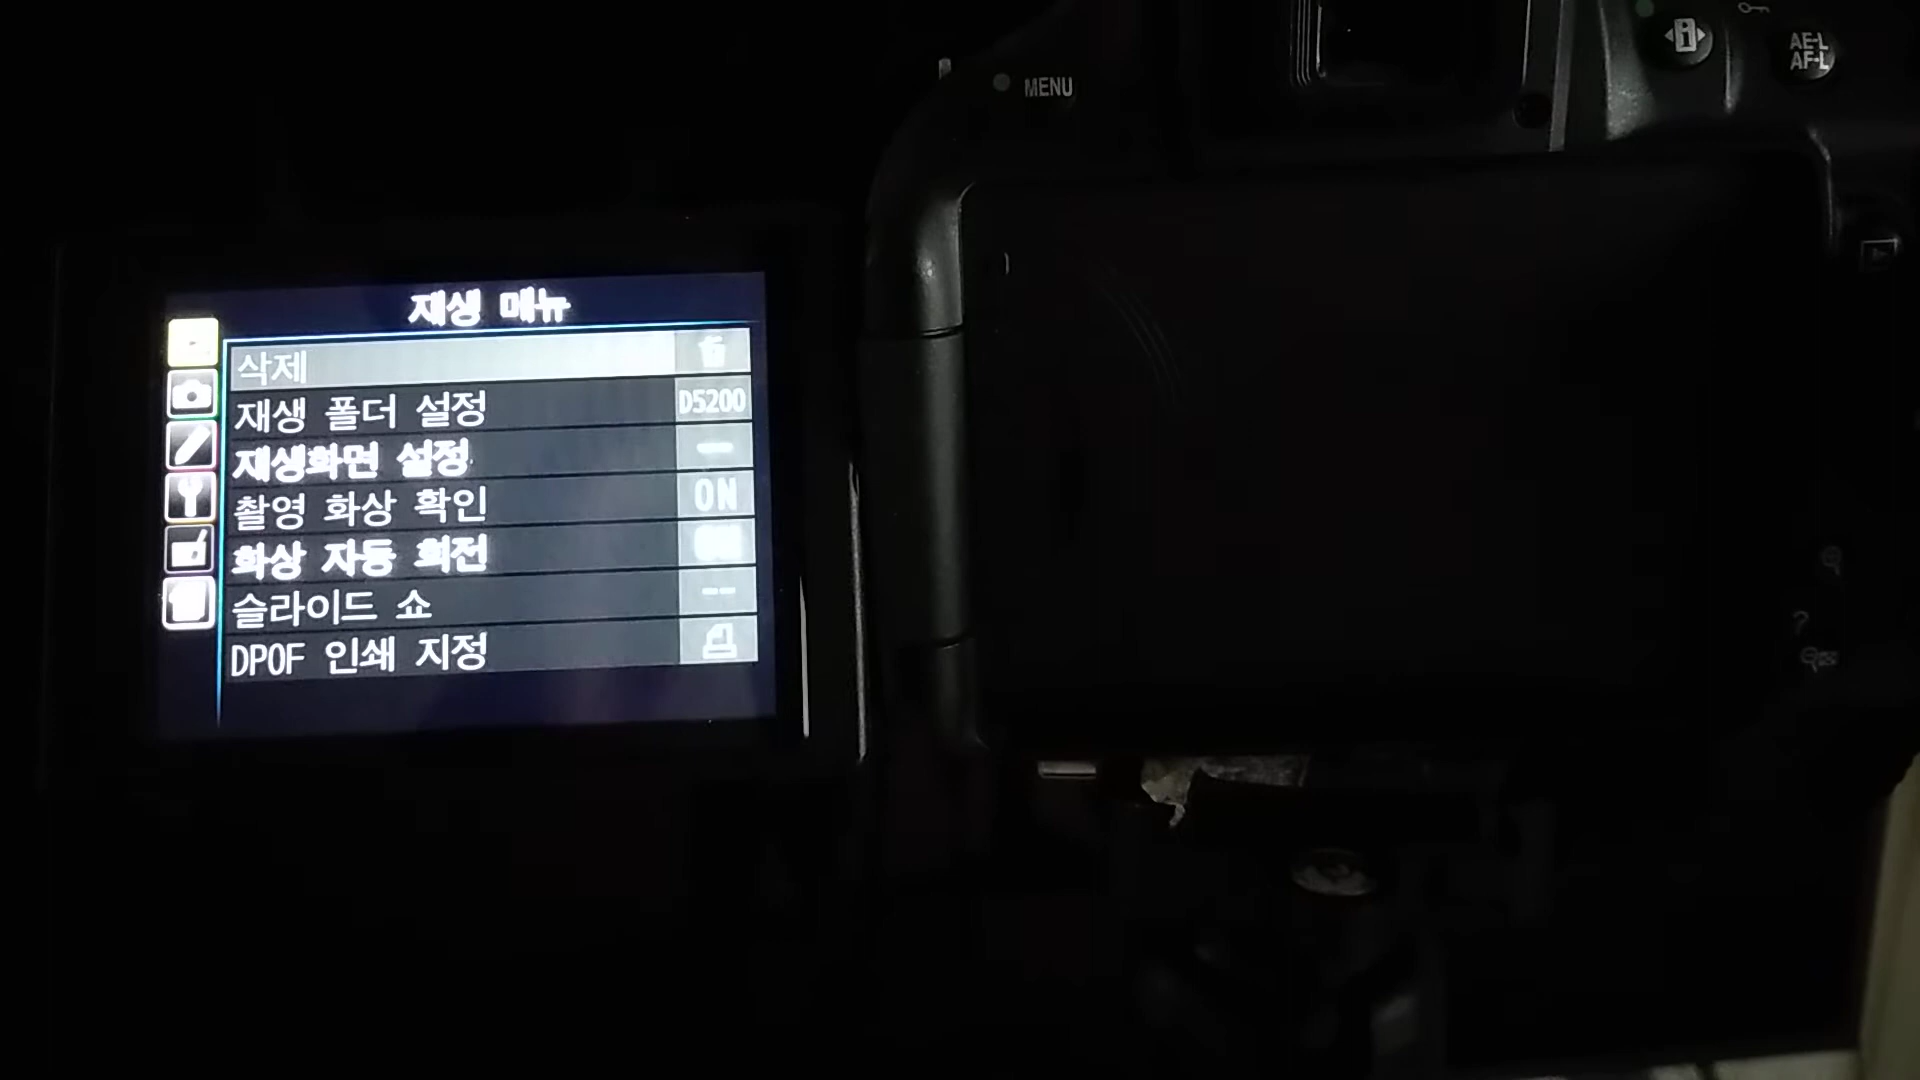 MENU
AE-L
AF-L
재생 메뉴
삭제
재생 폴더 설정 D5200
재생화면 설정 --
촬영 화상 확인 ON
화상 자동 회전 ON
슬라이드 쇼 --
DPOF 인쇄 지정
?